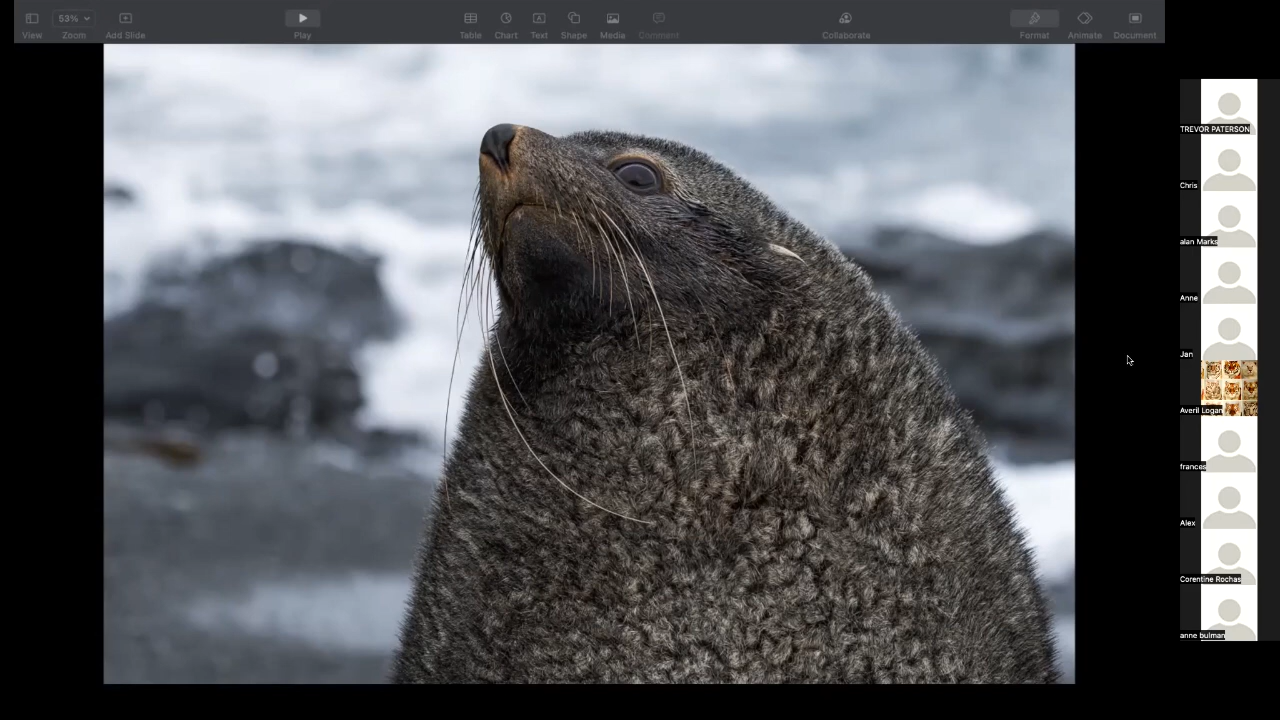 53%
View
Zoom
Add Slide
Play
Table
Chart
Text
Shape
Media
Comment
Collaborate
Format
Animate
Document
TREVOR PATERSON
Chris
alan Marks
Anne
Jan
Averil Logan
frances
Alex
Corentine Rochas
anne bulman